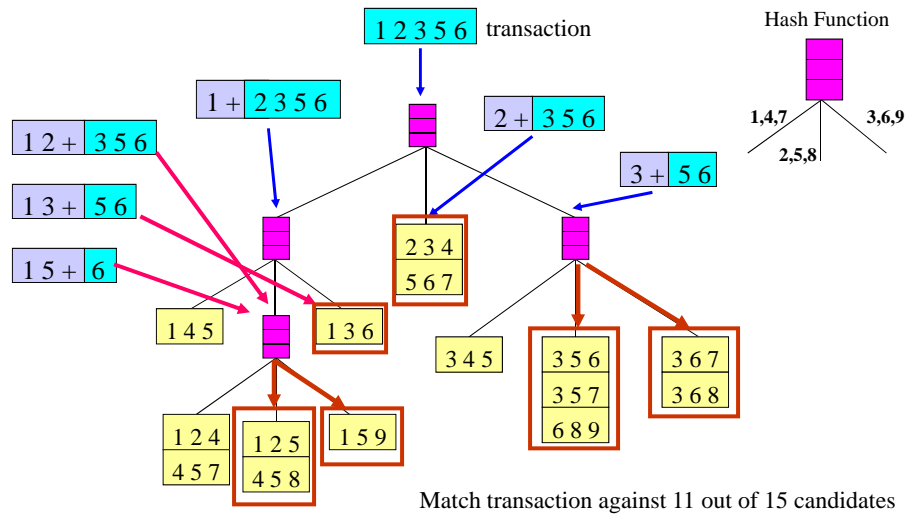 1 2 3 5 6 transaction
Hash Function
1 + 2 3 5 6
2 + 3 5 6
1,4,7
3,6,9
2,5,8
1 2 + 3 5 6
3 + 5 6
1 3 + 5 6
1 5 + 6
2 3 4
5 6 7
1 4 5
1 3 6
3 4 5
3 5 6
3 5 7
6 8 9
3 6 7
3 6 8
1 2 4
4 5 7
1 2 5
4 5 8
1 5 9
Match transaction against 11 out of 15 candidates